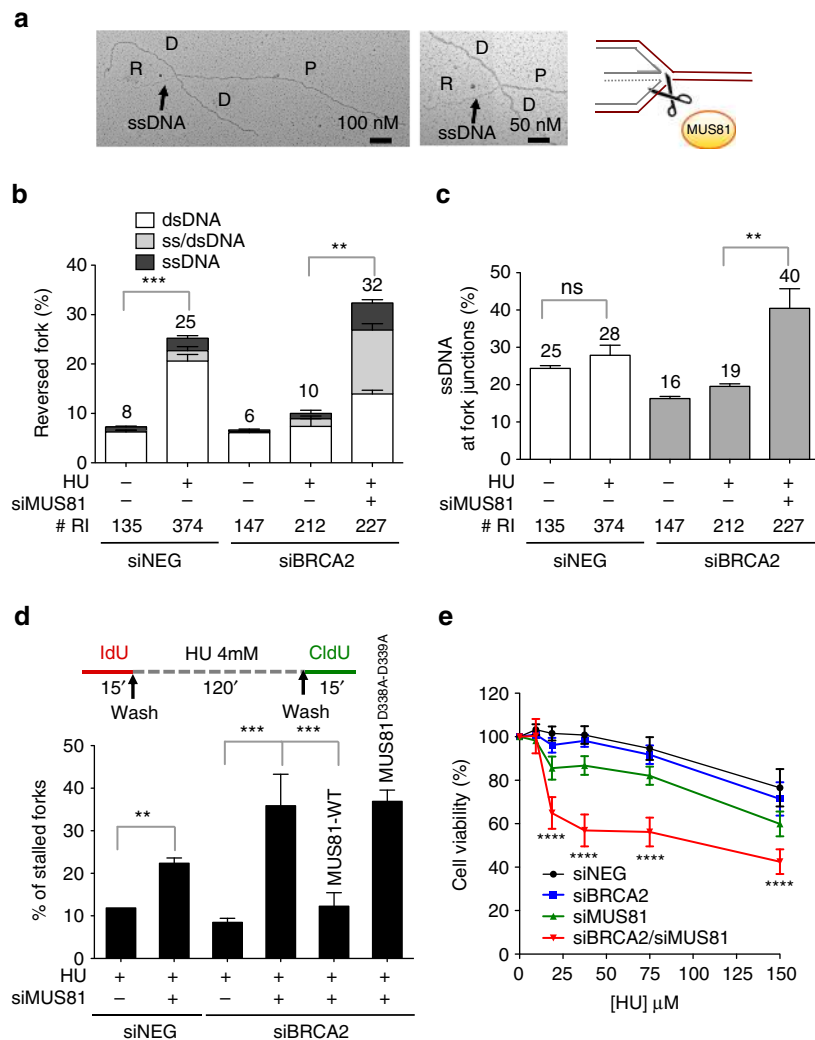 a
D
R
P
D
ssDNA
100 nM
D
R
P
D
ssDNA
50 nM
MUS81
b
dsDNA
ss/dsDNA
ssDNA
Reversed fork (%)
40
30
20
10
0
***
**
8
25
6
10
32
HU – + – + +
siMUS81 +
# RI 135 374 147 212 227
siNEG siBRCA2
c
ssDNA
at fork junctions (%)
50
40
30
20
10
0
ns
**
25
28
16
19
40
HU – + – + +
siMUS81 +
# RI 135 374 147 212 227
siNEG siBRCA2
d
IdU HU 4mM CldU
15′ 120′ 15′
Wash Wash
% of stalled forks
50
40
30
20
10
0
**
*** ***
MUS81-WT
MUS81D338A-D339A
HU + + + + + +
siMUS81 – + – + + +
siNEG siBRCA2
e
Cell viability (%)
120
100
80
60
40
20
0
**** **** **** ****
siNEG
siBRCA2
siMUS81
siBRCA2/siMUS81
0 25 50 75 100 125 150
[HU] μM